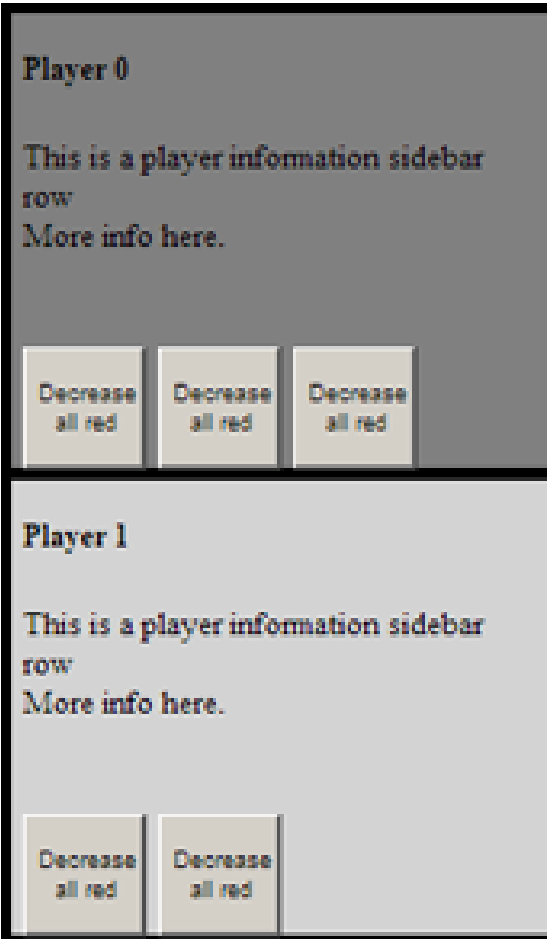 Player 0
This is a player information sidebar
row
More info here.
Decrease Decrease Decrease
all red all red all red
Player 1
This is a player information sidebar
row
More info here.
Decrease Decrease
all red all red